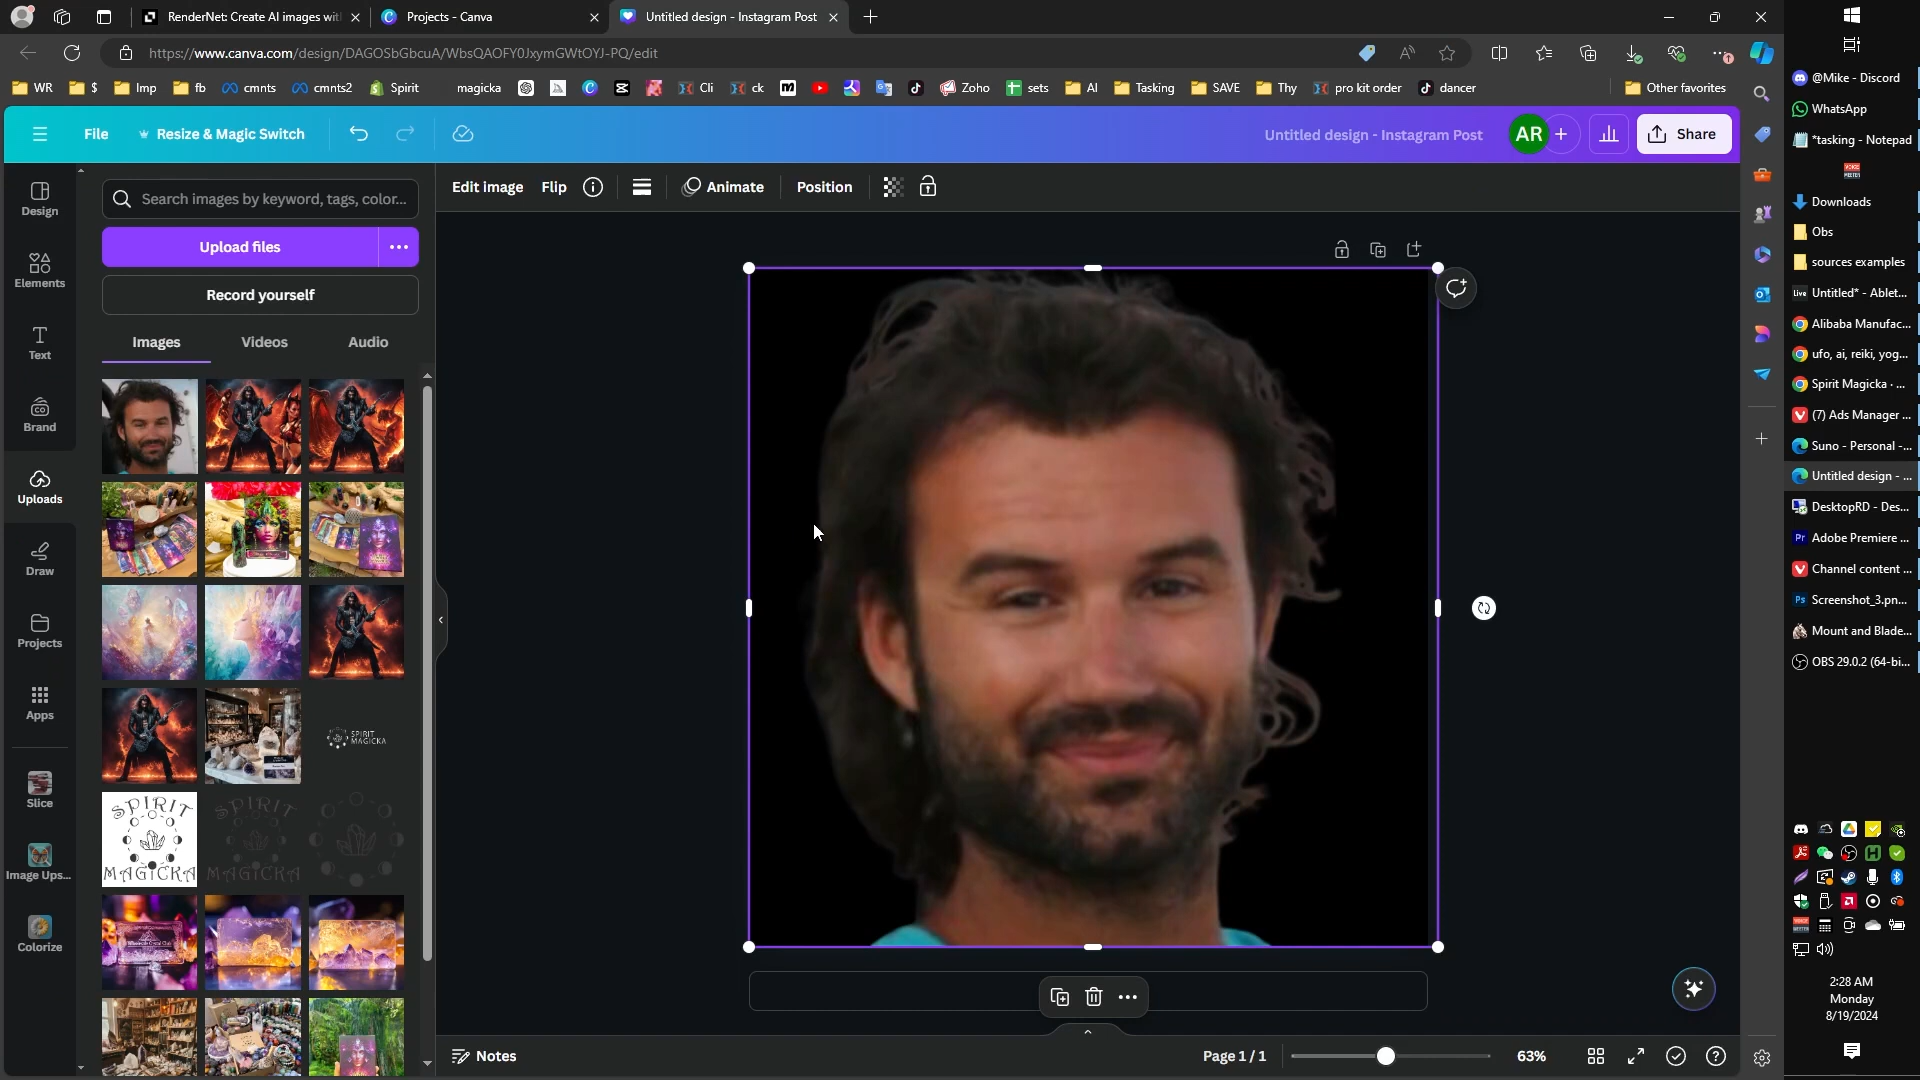 RenderNet: Create AI images wit
Projects - Canva
Untitled design - Instagram Post
https://www.canva.com/design/DAGOSbGbcuA/WbsQAOFY0JxymGWtOYJ-PQ/edit
WR
$
Imp
fb
cmnts
cmnts2
Spirit
magicka
Cli
ck
Zoho
sets
AI
Tasking
SAVE
Thy
pro kit order
dancer
Other favorites
File
Resize & Magic Switch
Untitled design - Instagram Post
AR
Share
Design
Elements
Text
Brand
Uploads
Draw
Projects
Apps
Slice
Image Ups...
Colorize
Search images by keyword, tags, color...
Upload files
Record yourself
Images
Videos
Audio
SPIRIT
MAGICKA
SPIRIT
MAGICKA
SPIRIT
MAGICKA
Edit image
Flip
Animate
Position
Notes
Page 1 / 1
63%
@Mike - Discord
WhatsApp
*tasking - Notepad
Downloads
Obs
sources examples
Untitled* - Ablet...
Alibaba Manufac...
ufo, ai, reiki, yog...
Spirit Magicka · ...
(7) Ads Manager ...
Suno - Personal -...
Untitled design - ...
DesktopRD - Des...
Adobe Premiere ...
Channel content ...
Screenshot_3.pn...
Mount and Blade...
OBS 29.0.2 (64-bi...
2:28 AM
Monday
8/19/2024